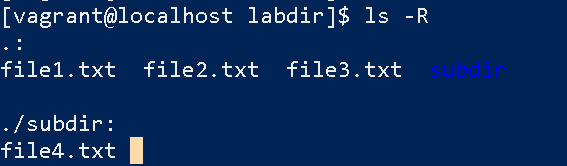 [vagrant@localhost labdir]$ ls -R
.:
file1.txt  file2.txt  file3.txt  subdir
./subdir:
file4.txt